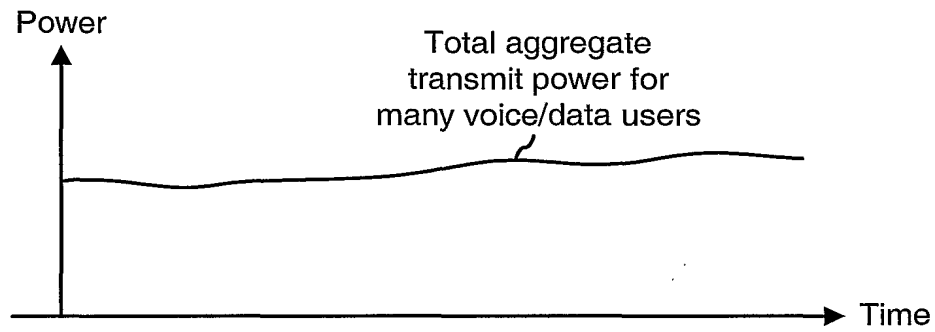 Power
Total aggregate
transmit power for
many voice/data users
Time